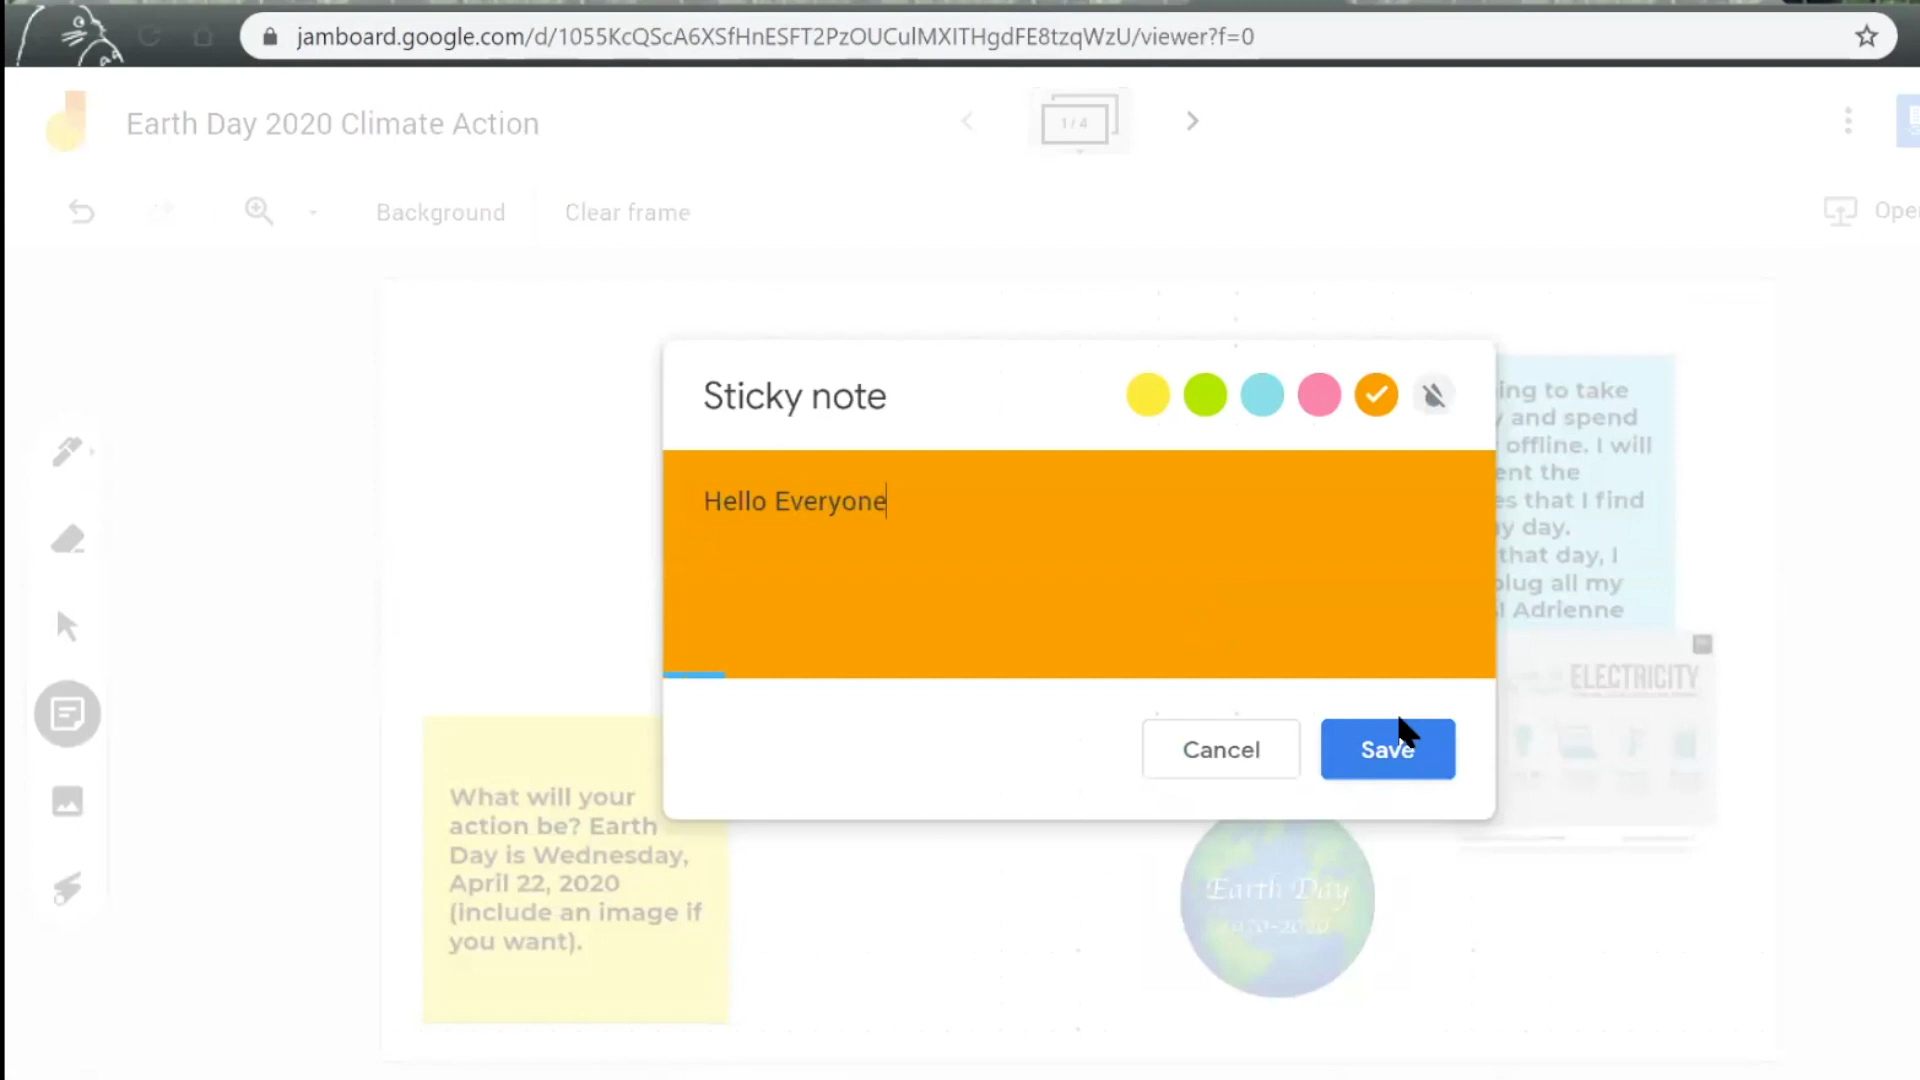 jamboard.google.com/d/1055KcQScA6XSfHnESFT2PzOUCulMXITHgdFE8tzqWzU/viewer?f=0
Earth Day 2020 Climate Action
1 / 4
Background
Clear frame
Sticky note
Hello Everyone
Cancel
Save
ing to take
and spend
offline. I will
ent the
es that I find
y day.
that day, I
plug all my
! Adrienne
ELECTRICITY
What will your
action be? Earth
Day is Wednesday,
April 22, 2020
(include an image if
you want).
Earth Day
1970-2020